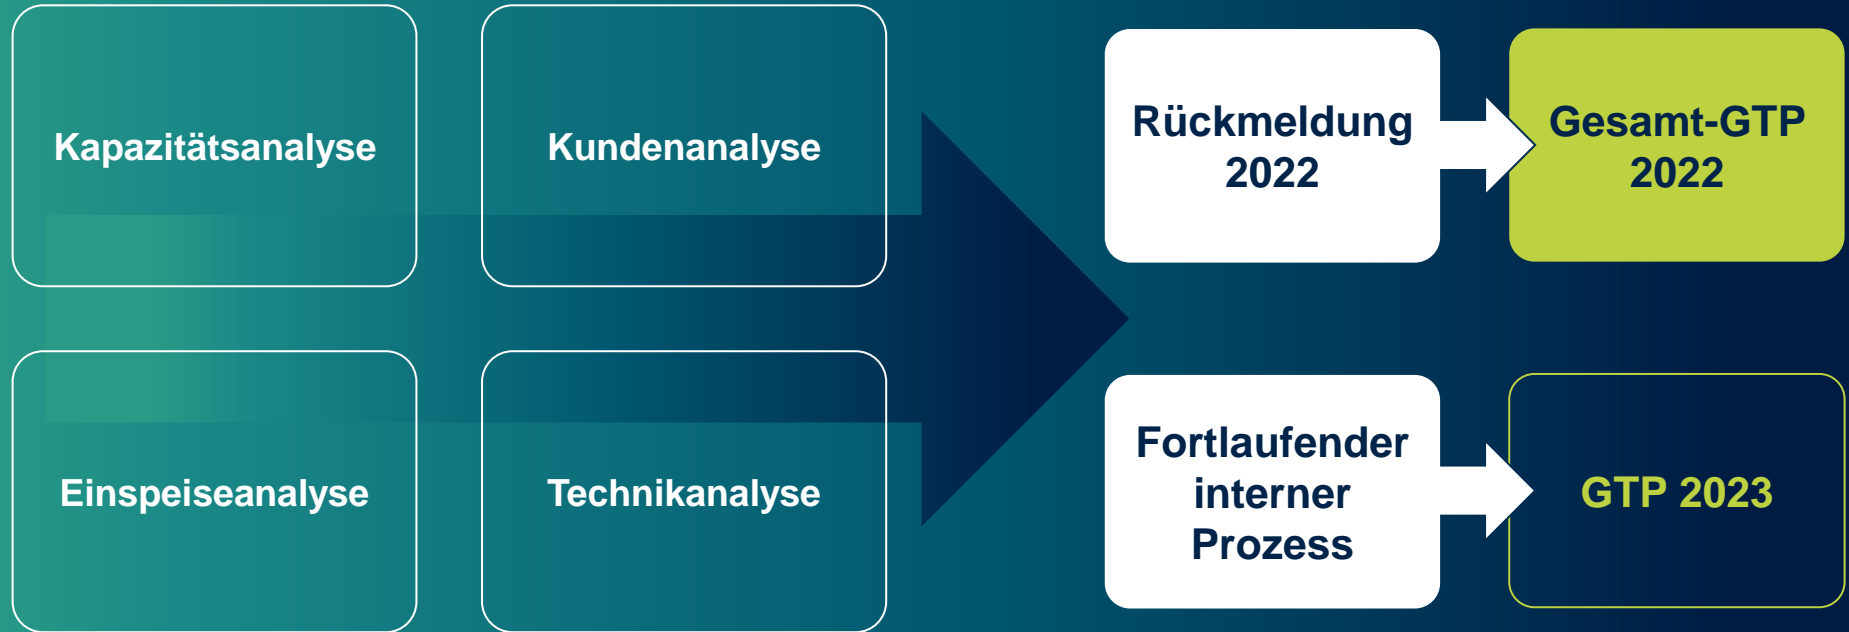 Kapazitätsanalyse
Kundenanalyse
Rückmeldung
2022
Gesamt-GTP
2022
Einspeiseanalyse
Technikanalyse
Fortlaufender
interner
Prozess
GTP 2023